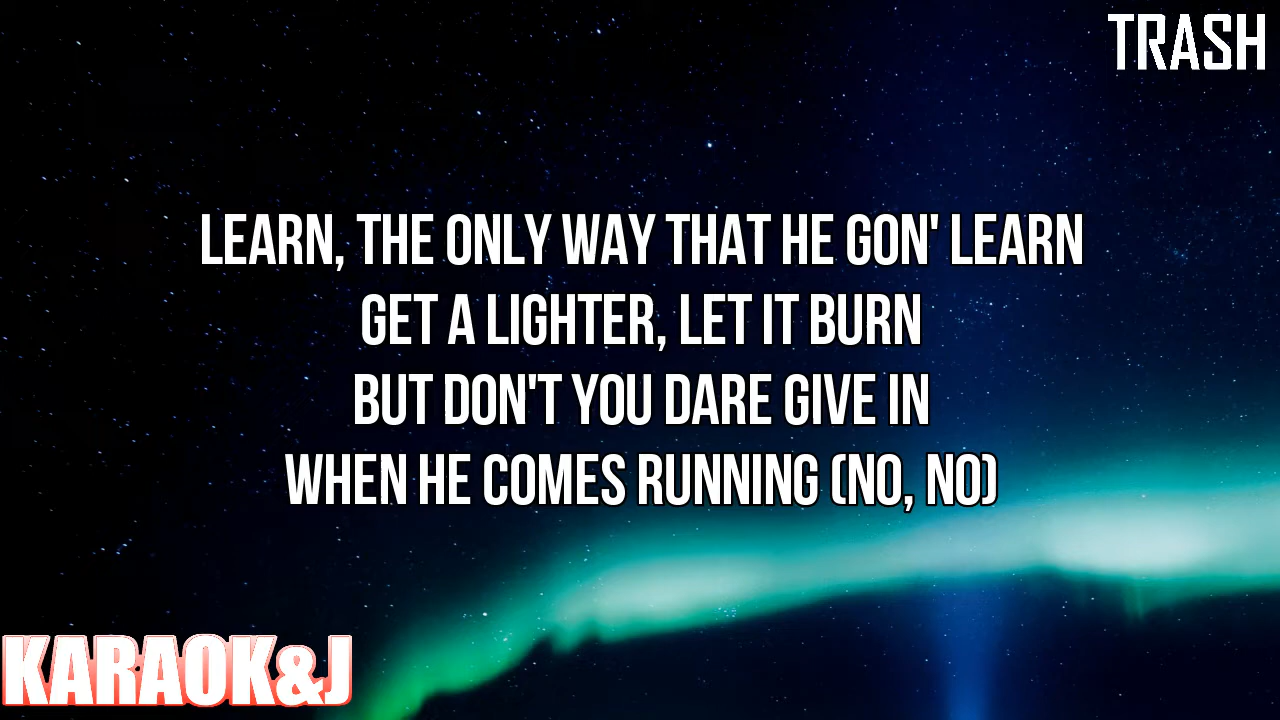 TRASH
LEARN, THE ONLY WAY THAT HE GON' LEARN
GET A LIGHTER, LET IT BURN
BUT DON'T YOU DARE GIVE IN
WHEN HE COMES RUNNING (NO, NO)
KARAOK&J